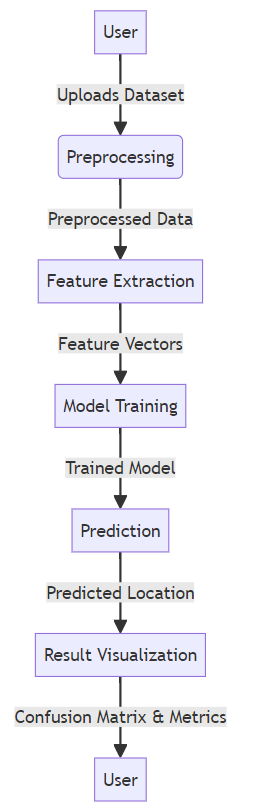 User
Uploads Dataset
Preprocessing
Preprocessed Data
Feature Extraction
Feature Vectors
Model Training
Trained Model
Prediction
Predicted Location
Result Visualization
Confusion Matrix & Metrics
User